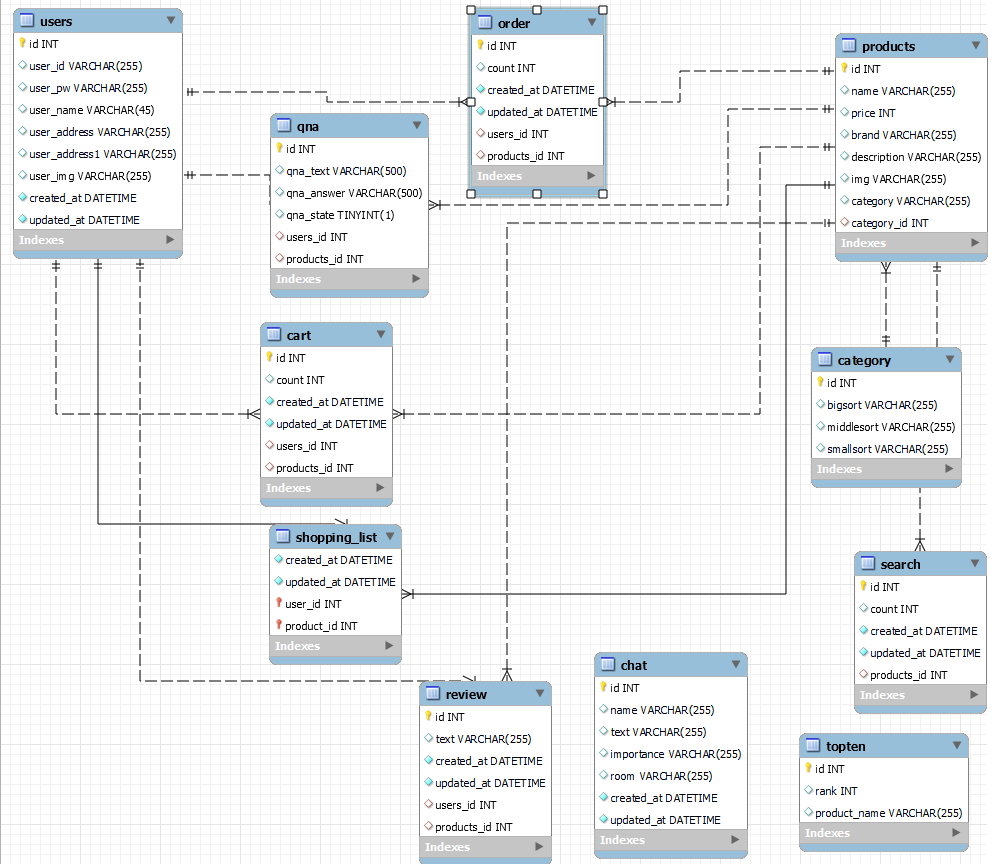 users
id INT
user_id VARCHAR(255)
user_pw VARCHAR(255)
user_name VARCHAR(45)
user_address VARCHAR(255)
user_address1 VARCHAR(255)
user_img VARCHAR(255)
created_at DATETIME
updated_at DATETIME
Indexes
order
id INT
count INT
created_at DATETIME
updated_at DATETIME
users_id INT
products_id INT
Indexes
products
id INT
name VARCHAR(255)
price INT
brand VARCHAR(255)
description VARCHAR(255)
img VARCHAR(255)
category VARCHAR(255)
category_id INT
Indexes
qna
id INT
qna_text VARCHAR(500)
qna_answer VARCHAR(500)
qna_state TINYINT(1)
users_id INT
products_id INT
Indexes
cart
id INT
count INT
created_at DATETIME
updated_at DATETIME
users_id INT
products_id INT
Indexes
category
id INT
bigsort VARCHAR(255)
middlesort VARCHAR(255)
smallsort VARCHAR(255)
Indexes
shopping_list
created_at DATETIME
updated_at DATETIME
user_id INT
product_id INT
Indexes
search
id INT
count INT
created_at DATETIME
updated_at DATETIME
products_id INT
Indexes
review
id INT
text VARCHAR(255)
created_at DATETIME
updated_at DATETIME
users_id INT
products_id INT
Indexes
chat
id INT
name VARCHAR(255)
text VARCHAR(255)
importance VARCHAR(255)
room VARCHAR(255)
created_at DATETIME
updated_at DATETIME
Indexes
topten
id INT
rank INT
product_name VARCHAR(255)
Indexes